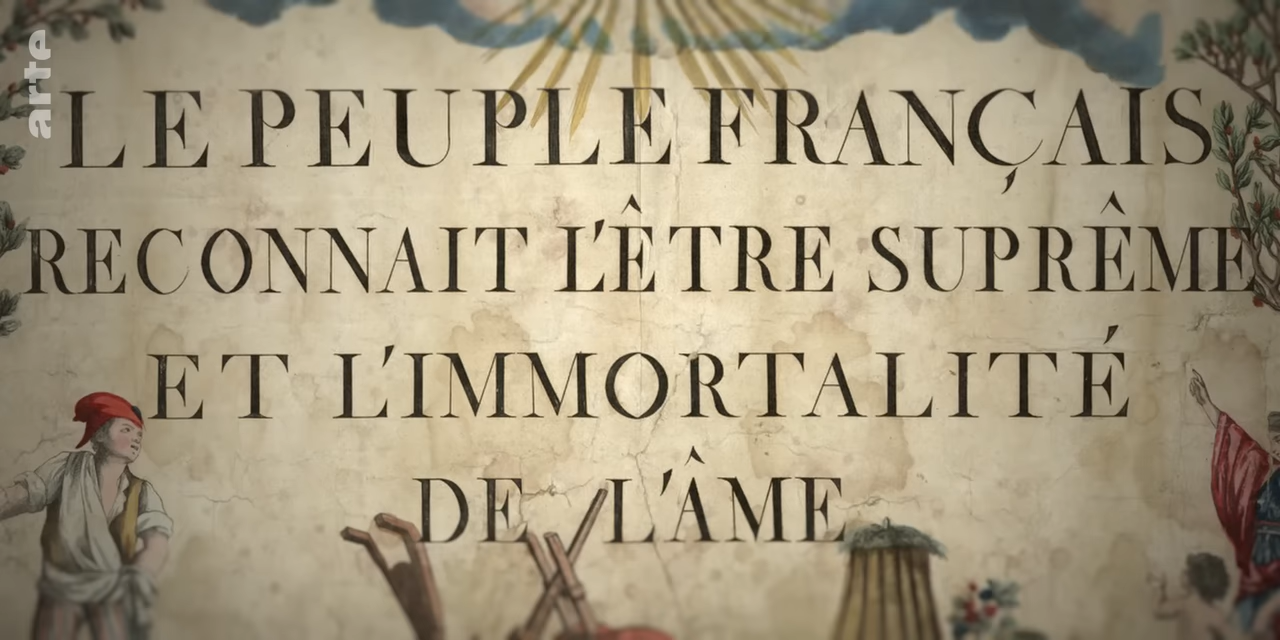 arte
LE PEUPLE FRANÇAIS
RECONNAIT L'ÊTRE SUPRÊME
ET L'IMMORTALITÉ
DE L'ÂME